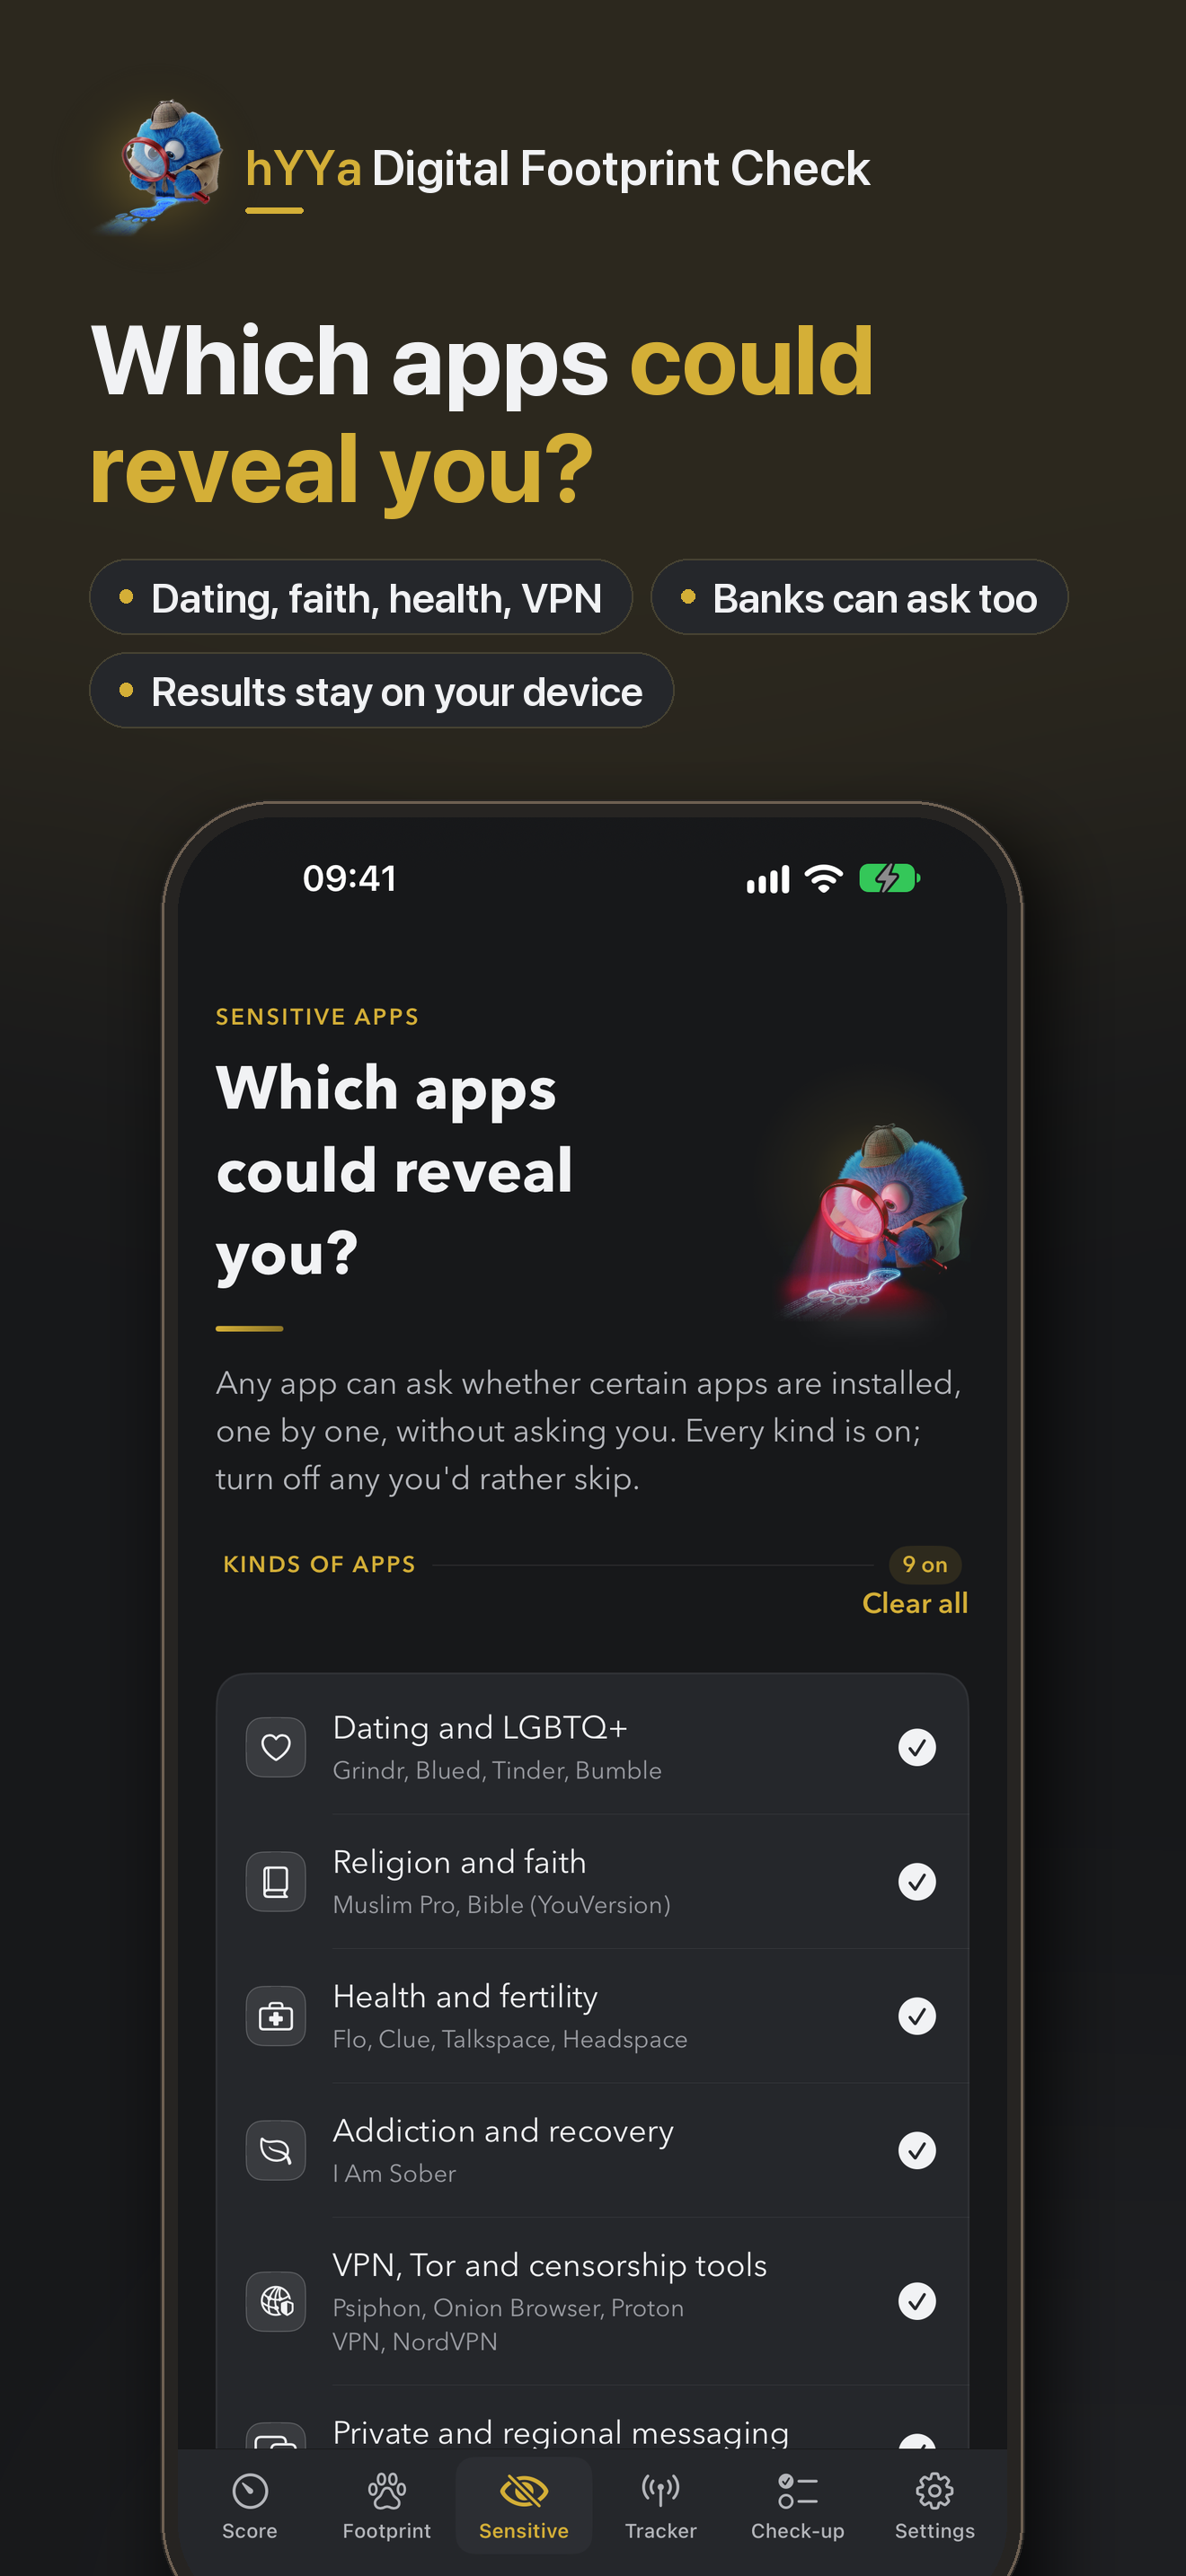 hYYa Digital Footprint Check
Which apps could
reveal you?
Dating, faith, health, VPN
Banks can ask too
Results stay on your device
09:41
SENSITIVE APPS
Which apps
could reveal
you?
Any app can ask whether certain apps are installed,
one by one, without asking you. Every kind is on;
turn off any you'd rather skip.
KINDS OF APPS
9 on
Clear all
Dating and LGBTQ+
Grindr, Blued, Tinder, Bumble
Religion and faith
Muslim Pro, Bible (YouVersion)
Health and fertility
Flo, Clue, Talkspace, Headspace
Addiction and recovery
I Am Sober
VPN, Tor and censorship tools
Psiphon, Onion Browser, Proton
VPN, NordVPN
Private and regional messaging
Score
Footprint
Sensitive
Tracker
Check-up
Settings